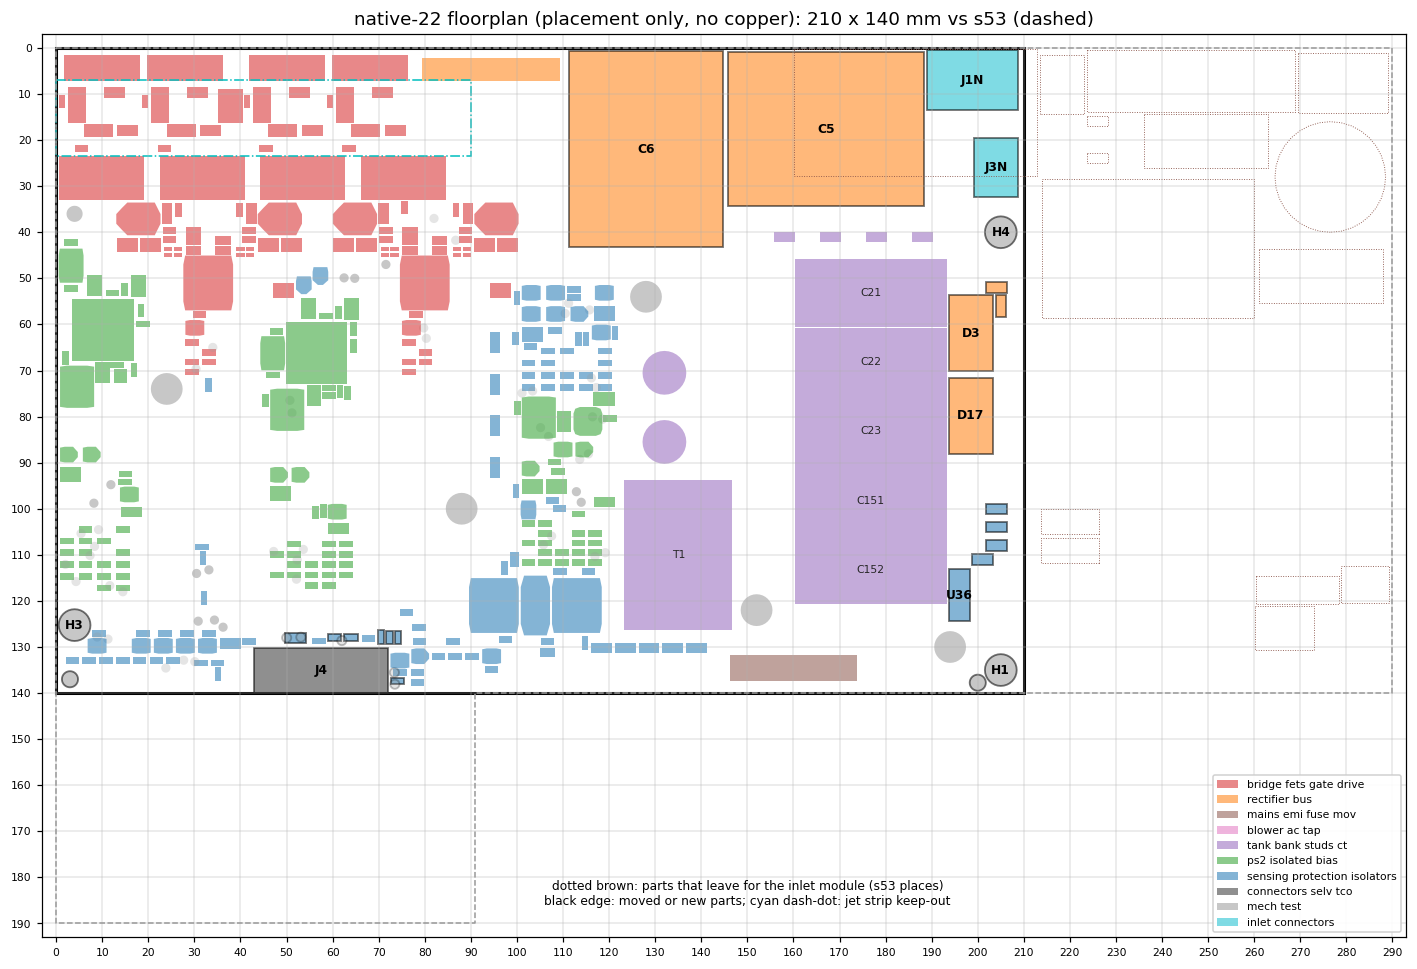 native-22 floorplan (placement only, no copper): 210 x 140 mm vs s53 (dashed)
0
10
20
30
40
50
60
70
80
90
100
110
120
130
140
150
160
170
180
190
J1N
C5
C6
J3N
H4
C21
D3
C22
D17
C23
C151
T1
C152
U36
H3
J4
H1
dotted brown: parts that leave for the inlet module (s53 places)
black edge: moved or new parts; cyan dash-dot: jet strip keep-out
bridge fets gate drive
rectifier bus
mains emi fuse mov
blower ac tap
tank bank studs ct
ps2 isolated bias
sensing protection isolators
connectors selv tco
mech test
inlet connectors
0 10 20 30 40 50 60 70 80 90 100 110 120 130 140 150 160 170 180 190 200 210 220 230 240 250 260 270 280 290